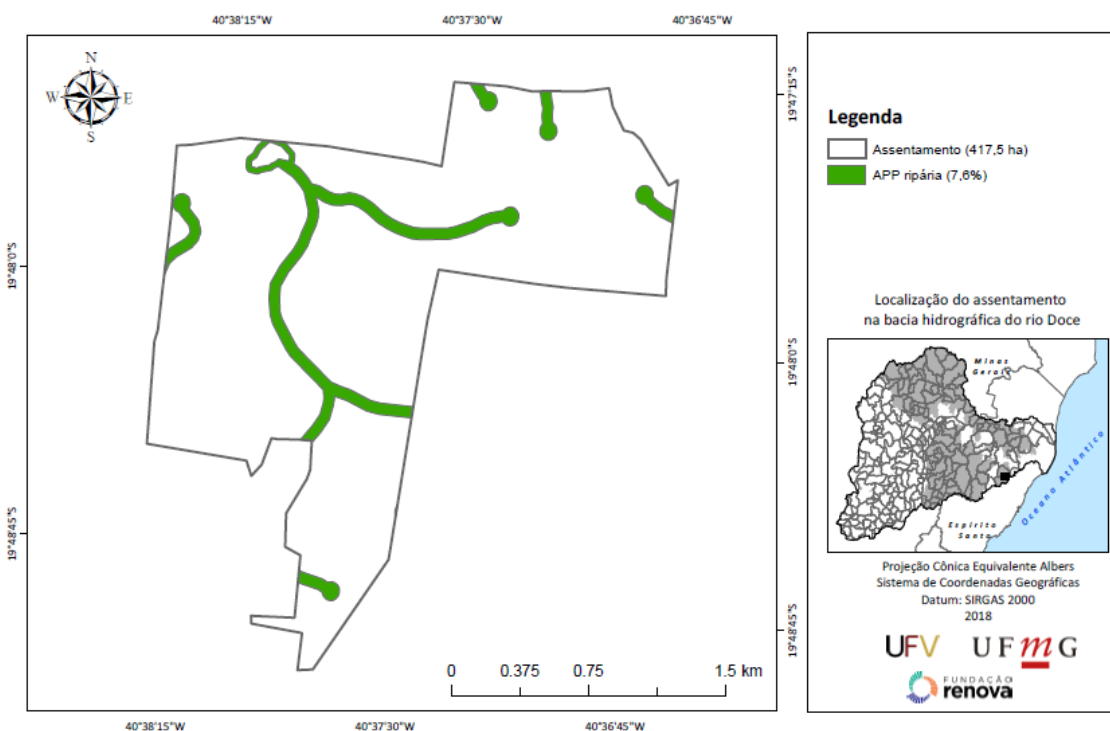 40°38'15"W 40°37'30"W 40°36'45"W
N
W E
S
19°47'15"S
19°48'0"S
19°48'0"S
19°48'45"S
19°48'45"S
0 0.375 0.75 1.5 km
40°38'15"W 40°37'30"W 40°36'45"W
Legenda
Assentamento (417,5 ha)
APP ripária (7,6%)
Localização do assentamento
na bacia hidrográfica do rio Doce
Minas
Gerais
Oceano Atlântico
Espírito
Santo
Projeção Cônica Equivalente Albers
Sistema de Coordenadas Geográficas
Datum: SIRGAS 2000
2018
UFV UFmG
FUNDAÇÃO
renova